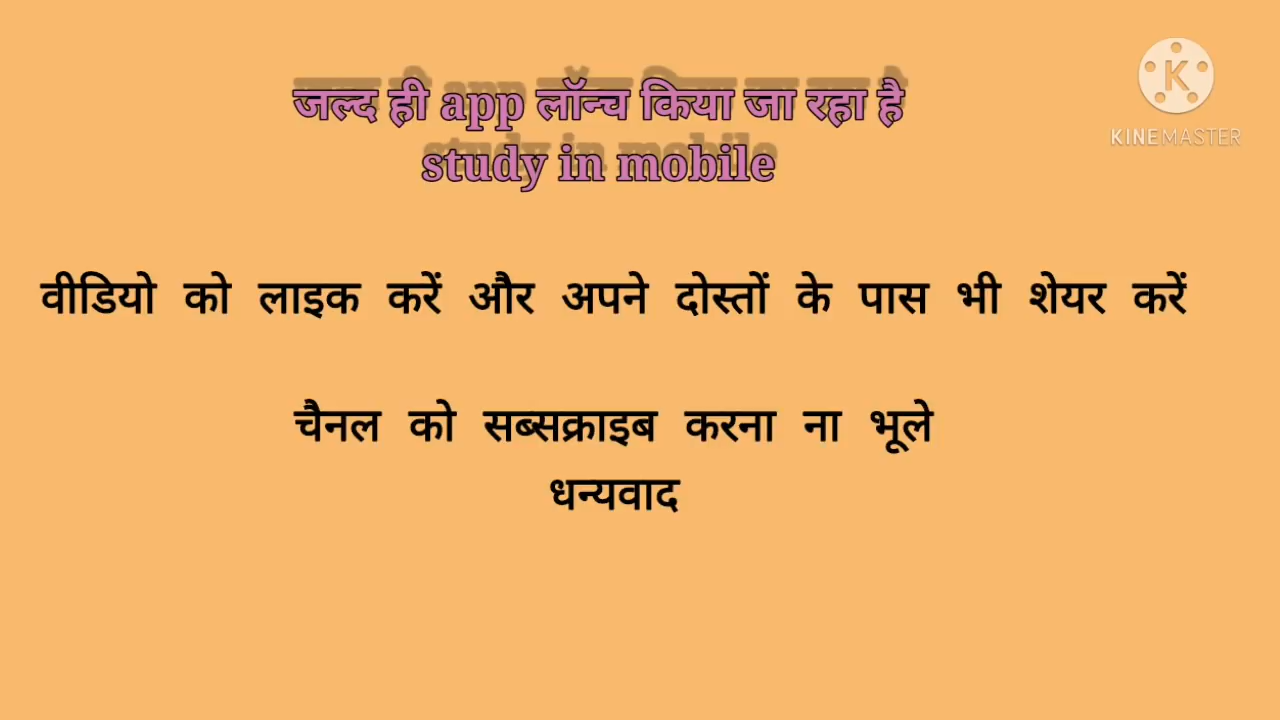 जल्द ही app लॉन्च किया जा रहा है
study in mobile
KINEMASTER
वीडियो को लाइक करें और अपने दोस्तों के पास भी शेयर करें
चैनल को सब्सक्राइब करना ना भूले
धन्यवाद